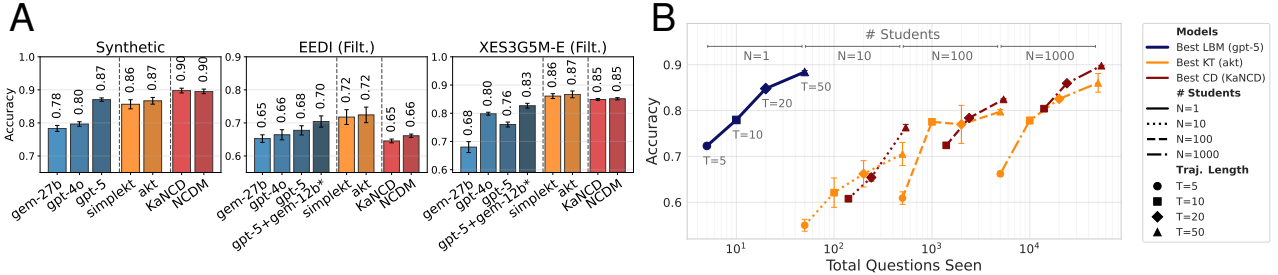 A
Synthetic
Accuracy
1.0
0.9
0.8
0.7
0.78
0.80
0.87
0.86
0.87
0.90
0.90
gem-27b
gpt-4o
gpt-5
simplekt
akt
KaNCD
NCDM
EEDI (Filt.)
1.0
0.9
0.8
0.7
0.6
0.65
0.66
0.68
0.70
0.72
0.72
0.65
0.66
gem-27b
gpt-4o
gpt-5
gpt-5+gem-12b*
simplekt
akt
KaNCD
NCDM
XES3G5M-E (Filt.)
1.0
0.9
0.8
0.7
0.6
0.68
0.80
0.76
0.83
0.86
0.87
0.85
0.85
gem-27b
gpt-4o
gpt-5
gpt-5+gem-12b*
simplekt
akt
KaNCD
NCDM
B
# Students
N=1
N=10
N=100
N=1000
Accuracy
0.9
0.8
0.7
0.6
T=5
T=10
T=20
T=50
10¹
10²
10³
10⁴
Total Questions Seen
Models
Best LBM (gpt-5)
Best KT (akt)
Best CD (KaNCD)
# Students
N=1
N=10
N=100
N=1000
Traj. Length
T=5
T=10
T=20
T=50